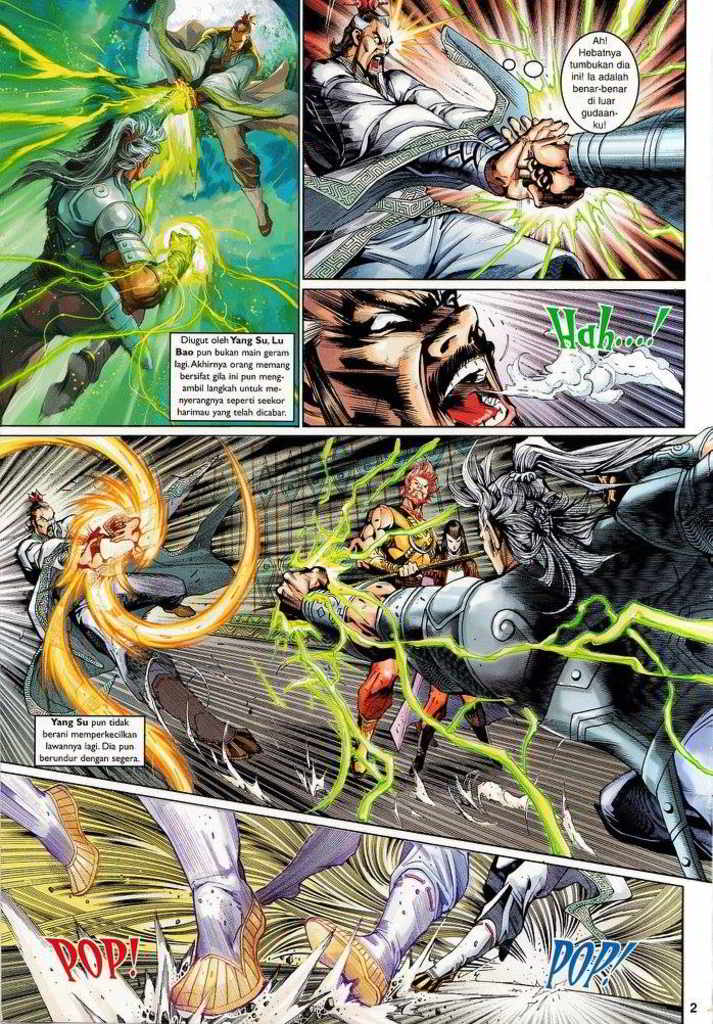 Diugut oleh Yang Su, Lu
Bao pun bukan main geram
lagi. Akhirnya orang memang
bersifat gila ini pun meng-
ambil langkah untuk me-
nyerangnya seperti seekor
harimau yang telah dicabar.
Ah!
Hebatnya
tumbukan dia
ini! Ia adalah
benar-benar
di luar
gudaan-
ku!
Hah....!
Yang Su pun tidak
berani memperkecilkan
lawannya lagi. Dia pun
berundur dengan segera.
POP!
POP!
2